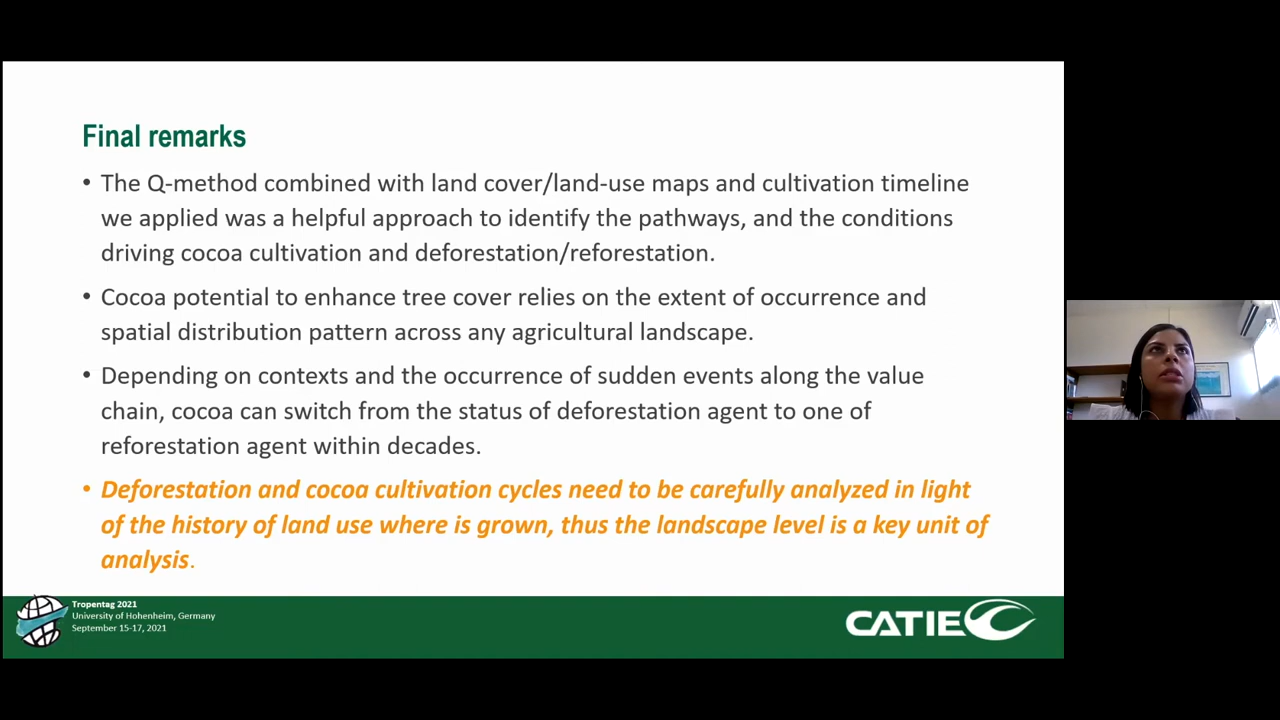 Final remarks
• The Q-method combined with land cover/land-use maps and cultivation timeline
we applied was a helpful approach to identify the pathways, and the conditions
driving cocoa cultivation and deforestation/reforestation.
• Cocoa potential to enhance tree cover relies on the extent of occurrence and
spatial distribution pattern across any agricultural landscape.
• Depending on contexts and the occurrence of sudden events along the value
chain, cocoa can switch from the status of deforestation agent to one of
reforestation agent within decades.
• Deforestation and cocoa cultivation cycles need to be carefully analyzed in light
of the history of land use where is grown, thus the landscape level is a key unit of
analysis.
Tropentag 2021
University of Hohenheim, Germany
September 15-17, 2021
CATIE